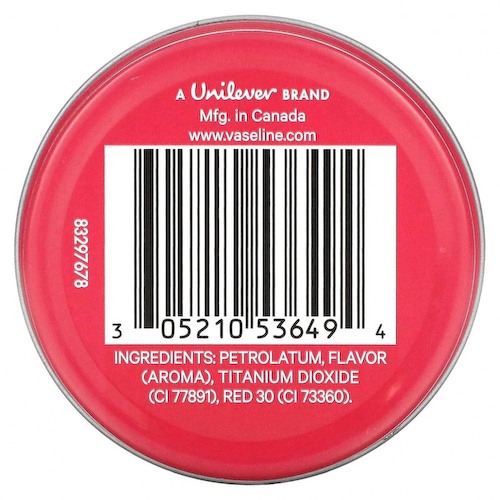 A Unilever BRAND
Mfg. in Canada
www.vaseline.com
83297678
3 05210 53649 4
INGREDIENTS: PETROLATUM, FLAVOR
(AROMA), TITANIUM DIOXIDE
(CI 77891), RED 30 (CI 73360).